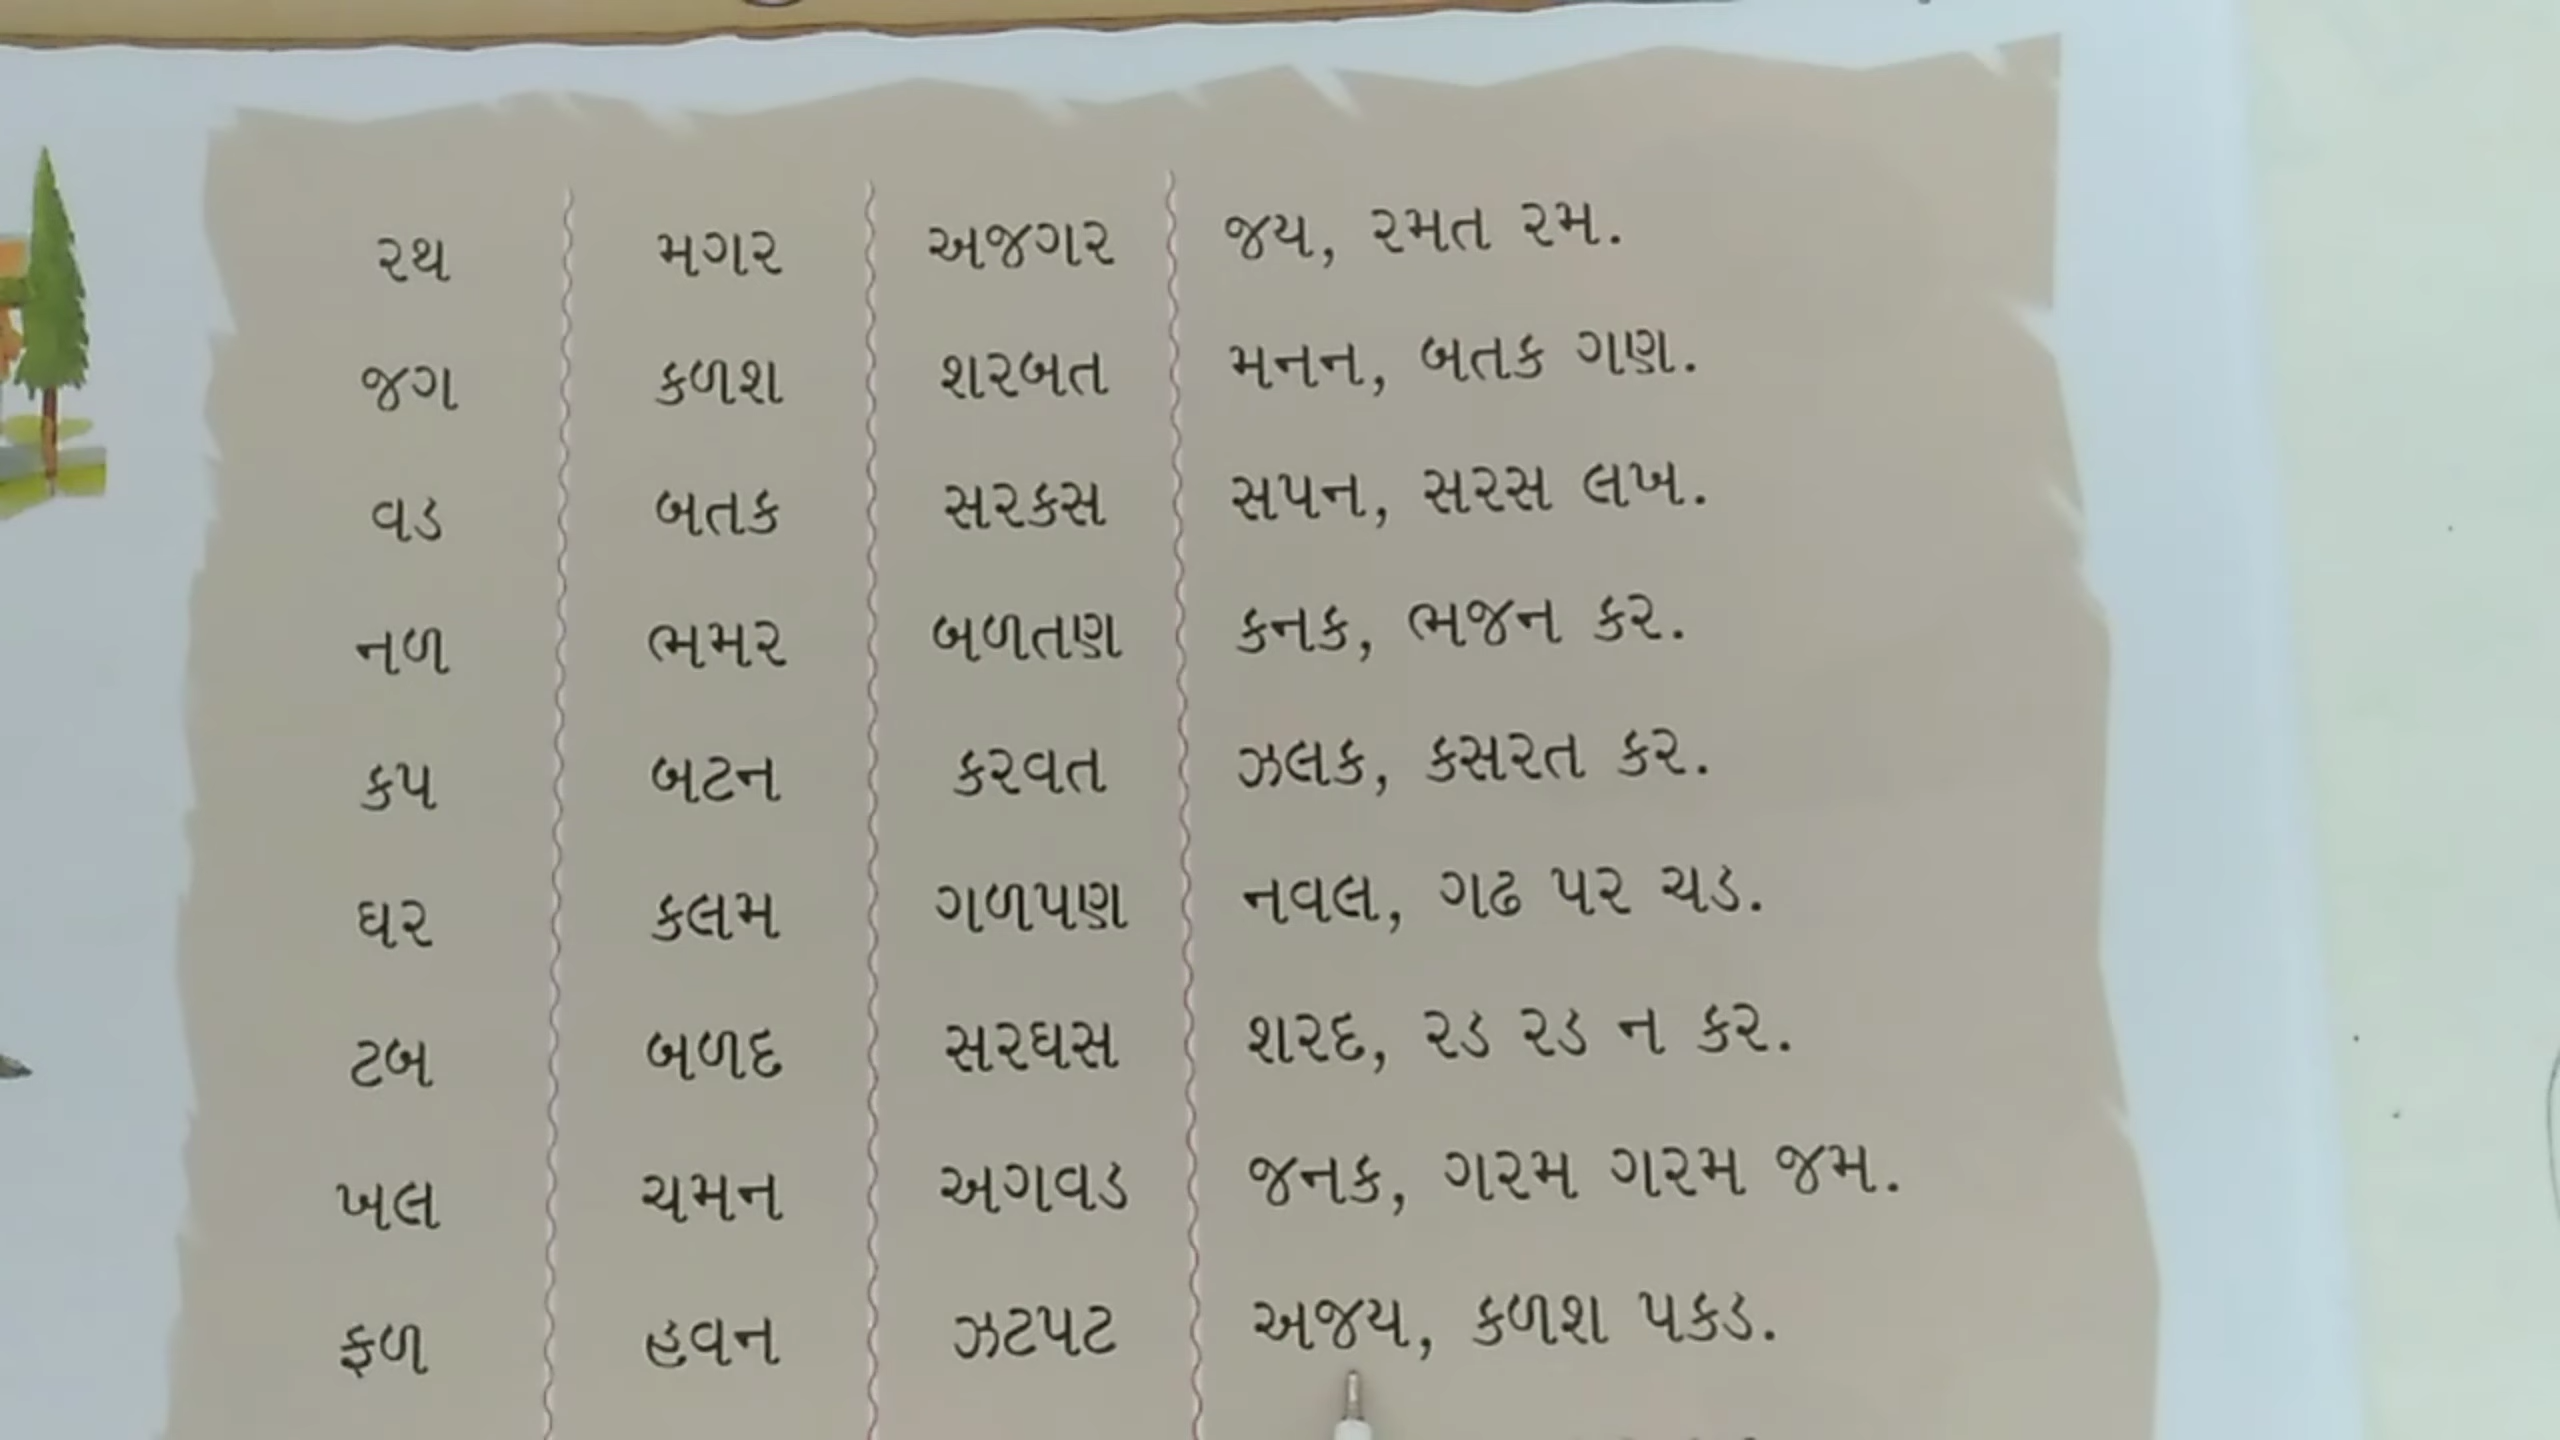 રથ મગર અજગર જય, રમત રમ.
જગ કળશ શરબત મનન, બતક ગણ.
વડ બતક સરકસ સપન, સરસ લખ.
નળ ભમર બળતણ કનક, ભજન કર.
કપ બટન કરવત ઝલક, કસરત કર.
ઘર કલમ ગળપણ નવલ, ગઢ પર ચડ.
ટબ બળદ સરઘસ શરદ, રડ રડ ન કર.
ખલ ચમન અગવડ જનક, ગરમ ગરમ જમ.
ફળ હવન ઝટપટ અજય, કળશ પકડ.